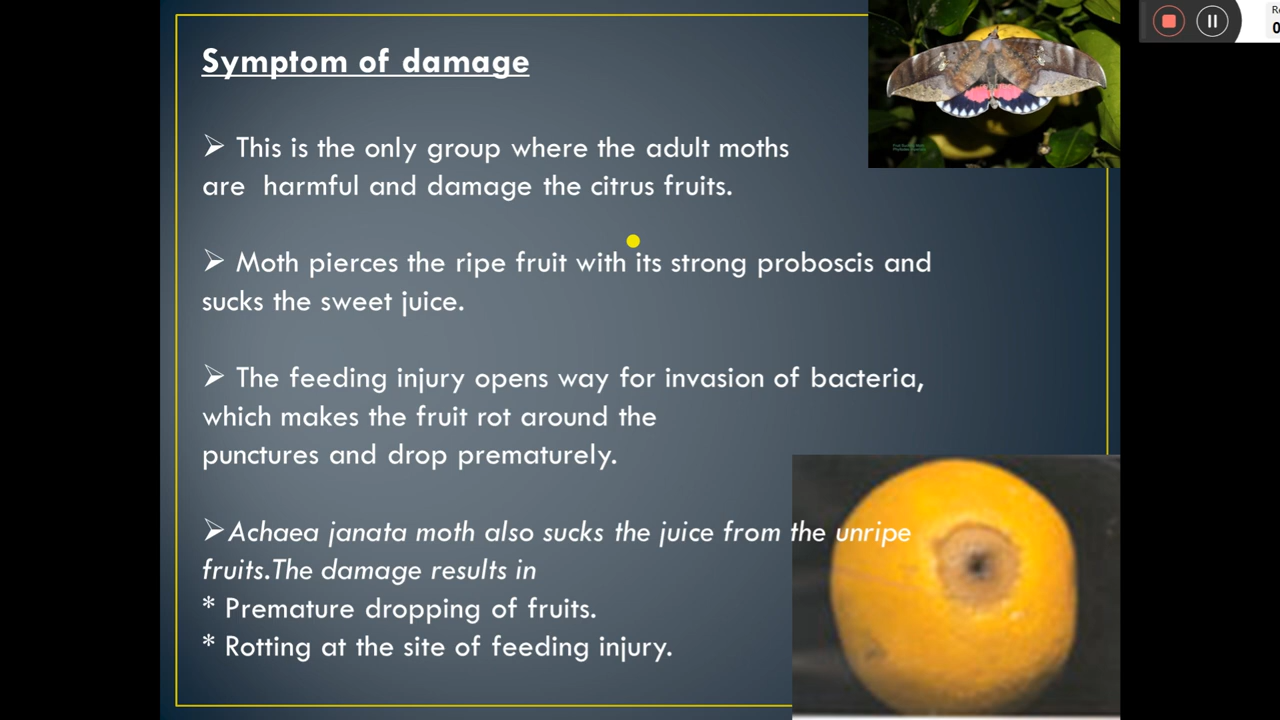 Symptom of damage
➢ This is the only group where the adult moths
are harmful and damage the citrus fruits.
➢ Moth pierces the ripe fruit with its strong proboscis and
sucks the sweet juice.
➢ The feeding injury opens way for invasion of bacteria,
which makes the fruit rot around the
punctures and drop prematurely.
➢Achaea janata moth also sucks the juice from the unripe
fruits.The damage results in
* Premature dropping of fruits.
* Rotting at the site of feeding injury.